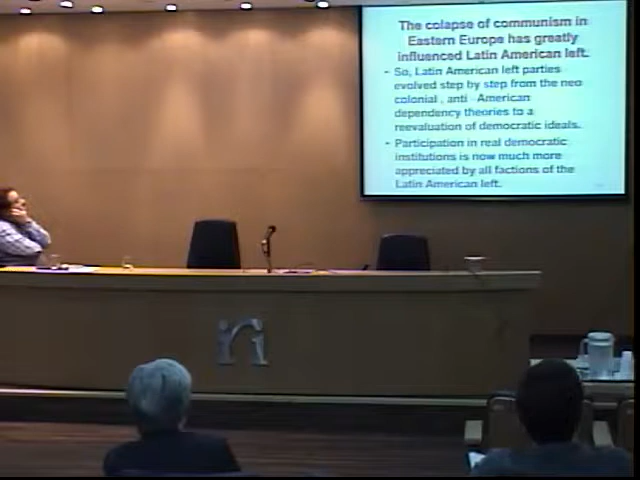 The colapse of communism in
Eastern Europe has greatly
influenced Latin American left.
- So, Latin American left parties
evolved step by step from the neo
colonial , anti - American
dependency theories to a
reevaluation of democratic ideals.
- Participation in real democratic
institutions is now much more
appreciated by all factions of the
Latin American left.